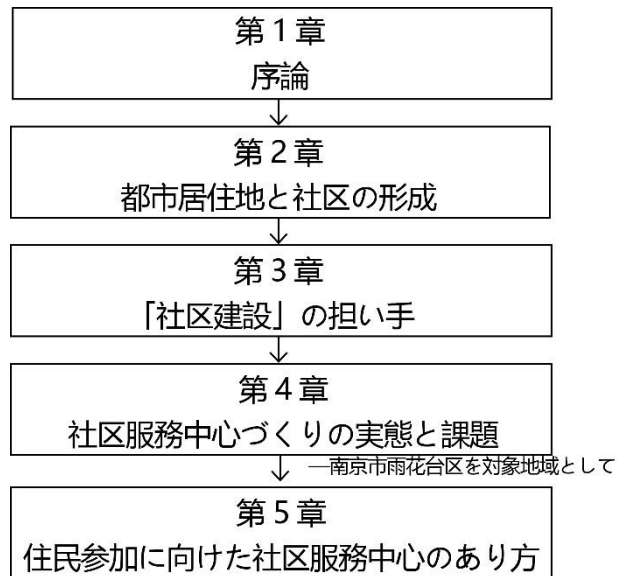 第１章
序論
第２章
都市居住地と社区の形成
第３章
「社区建設」の担い手
第４章
社区服務中心づくりの実態と課題
―南京市雨花台区を対象地域として
第５章
住民参加に向けた社区服務中心のあり方